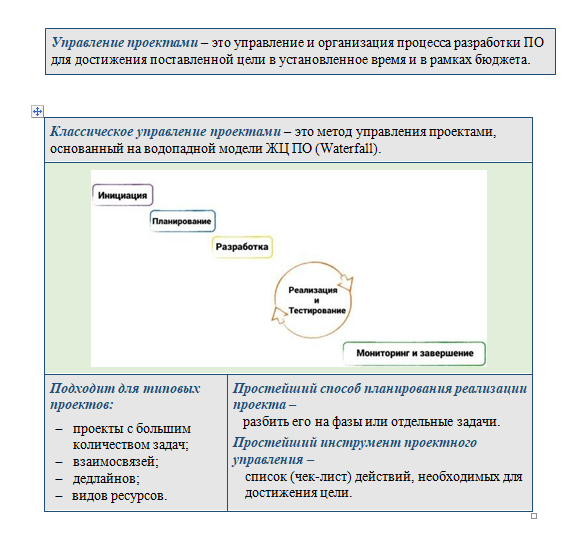 Управление проектами – это управление и организация процесса разработки ПО
для достижения поставленной цели в установленное время и в рамках бюджета.
Классическое управление проектами – это метод управления проектами,
основанный на водопадной модели ЖЦ ПО (Waterfall).
Инициация
Планирование
Разработка
Реализация
и
Тестирование
Мониторинг и завершение
Подходит для типовых
проектов:
– проекты с большим
количеством задач;
– взаимосвязей;
– дедлайнов;
– видов ресурсов.
Простейший способ планирования реализации
проекта –
разбить его на фазы или отдельные задачи.
Простейший инструмент проектного
управления –
список (чек-лист) действий, необходимых для
достижения цели.